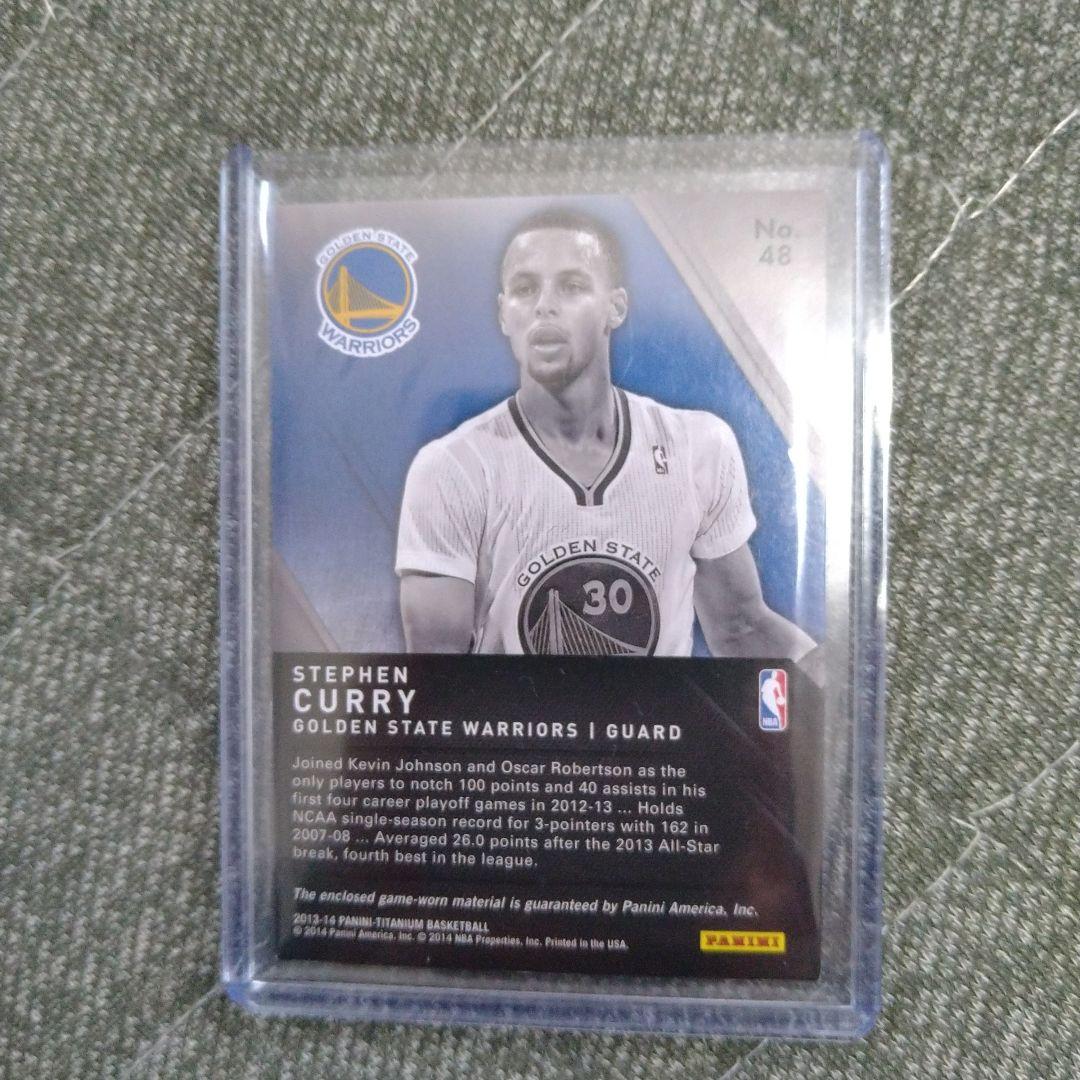 No.
48
GOLDEN STATE
WARRIORS
GOLDEN STATE
30
STEPHEN
CURRY
GOLDEN STATE WARRIORS | GUARD
NBA
Joined Kevin Johnson and Oscar Robertson as the
only players to notch 100 points and 40 assists in his
first four career playoff games in 2012-13 ... Holds
NCAA single-season record for 3-pointers with 162 in
2007-08 ... Averaged 26.0 points after the 2013 All-Star
break, fourth best in the league.
The enclosed game-worn material is guaranteed by Panini America, Inc.
2013-14 PANINI-TITANIUM BASKETBALL
© 2014 Panini America, Inc. © 2014 NBA Properties, Inc. Printed in the USA.
PANINI